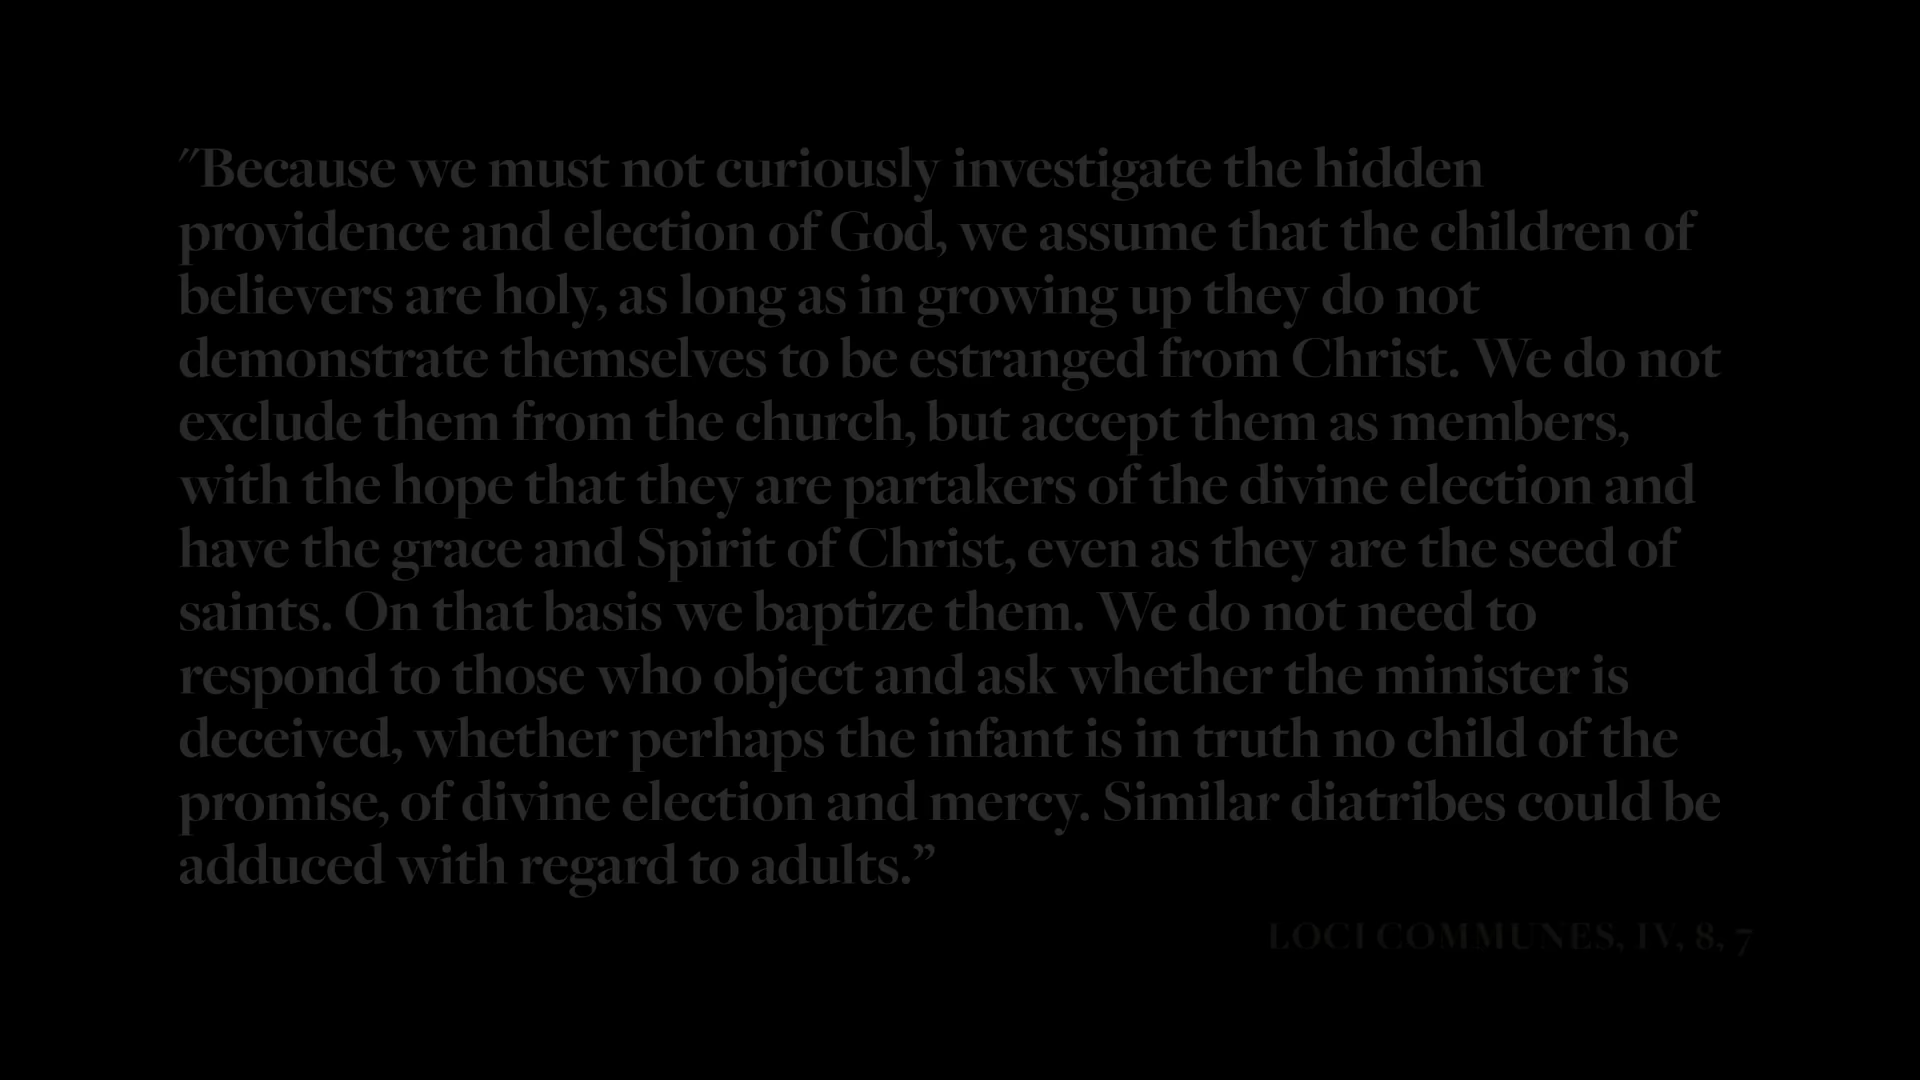 "Because we must not curiously investigate the hidden
providence and election of God, we assume that the children of
believers are holy, as long as in growing up they do not
demonstrate themselves to be estranged from Christ. We do not
exclude them from the church, but accept them as members,
with the hope that they are partakers of the divine election and
have the grace and Spirit of Christ, even as they are the seed of
saints. On that basis we baptize them. We do not need to
respond to those who object and ask whether the minister is
deceived, whether perhaps the infant is in truth no child of the
promise, of divine election and mercy. Similar diatribes could be
adduced with regard to adults.”
LOCI COMMUNES, IV, 8, 7